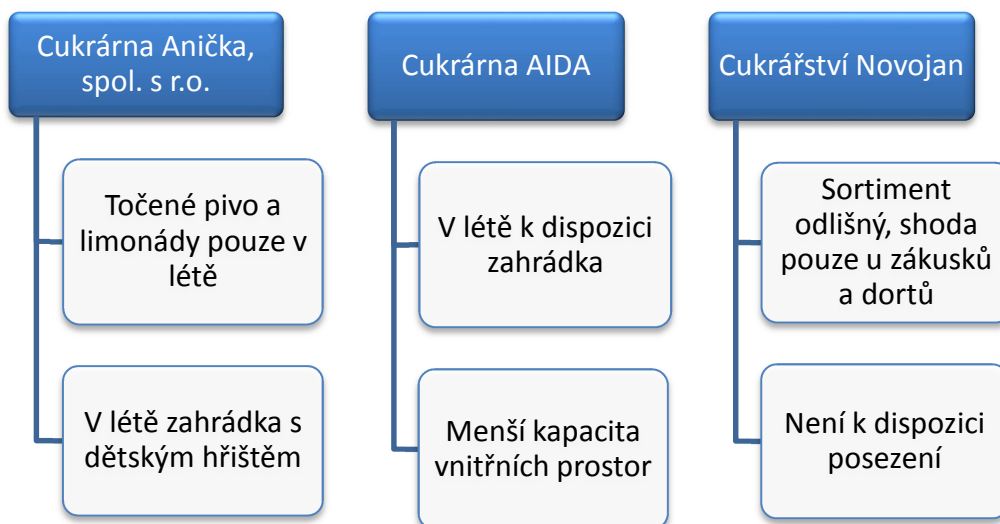 Cukrárna Anička,
spol. s r.o.
Točené pivo a
limonády pouze v
létě
V létě zahrádka s
dětským hřištěm
Cukrárna AIDA
V létě k dispozici
zahrádka
Menší kapacita
vnitřních prostor
Cukrářství Novojan
Sortiment
odlišný, shoda
pouze u zákusků
a dortů
Není k dispozici
posezení